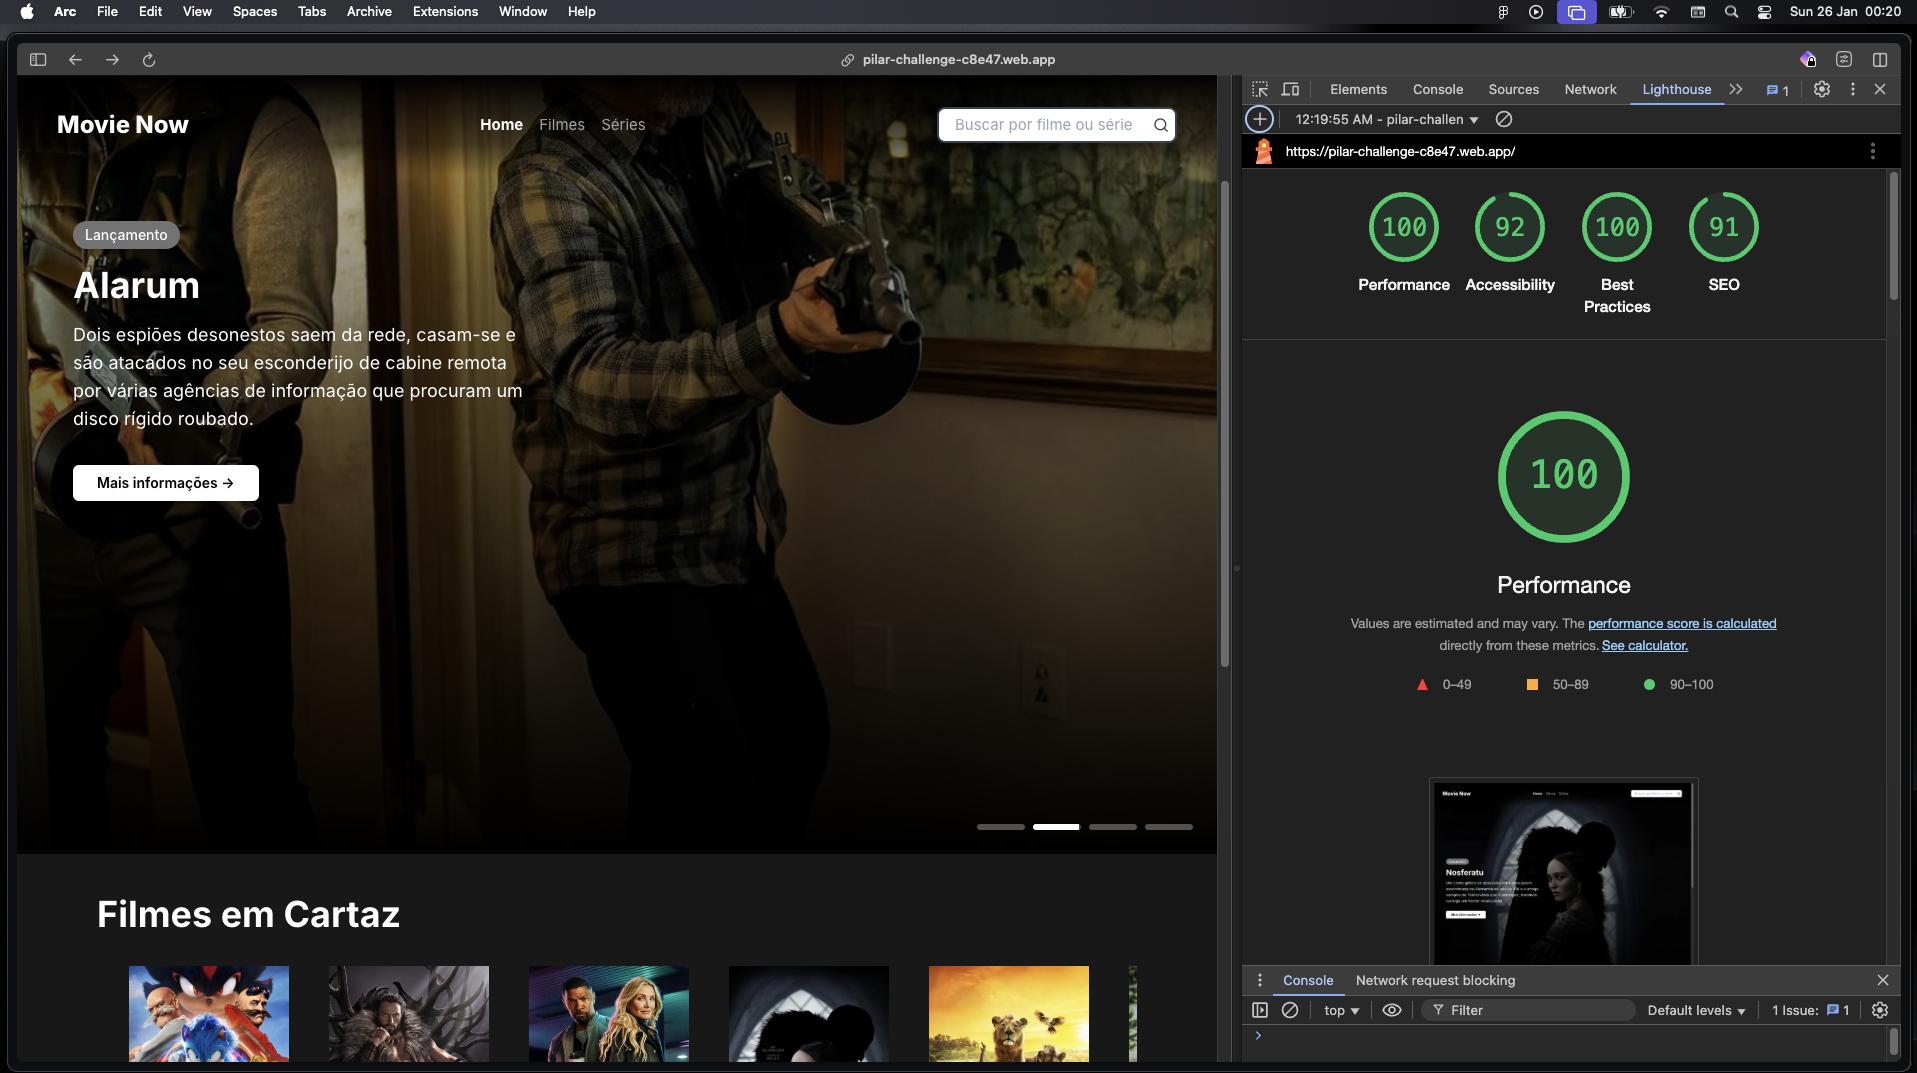 Arc File Edit View Spaces Tabs Archive Extensions Window Help
Sun 26 Jan 00:20
pilar-challenge-c8e47.web.app
Movie Now
Home Filmes Séries
Buscar por filme ou série
Lançamento
Alarum
Dois espiões desonestos saem da rede, casam-se e
são atacados no seu esconderijo de cabine remota
por várias agências de informação que procuram um
disco rígido roubado.
Mais informações →
Filmes em Cartaz
Elements Console Sources Network Lighthouse
1
12:19:55 AM - pilar-challen
https://pilar-challenge-c8e47.web.app/
100 92 100 91
Performance Accessibility Best Practices SEO
100
Performance
Values are estimated and may vary. The performance score is calculated
directly from these metrics. See calculator.
0–49 50–89 90–100
Movie Now
Nosferatu
Console Network request blocking
top Filter Default levels 1 Issue: 1